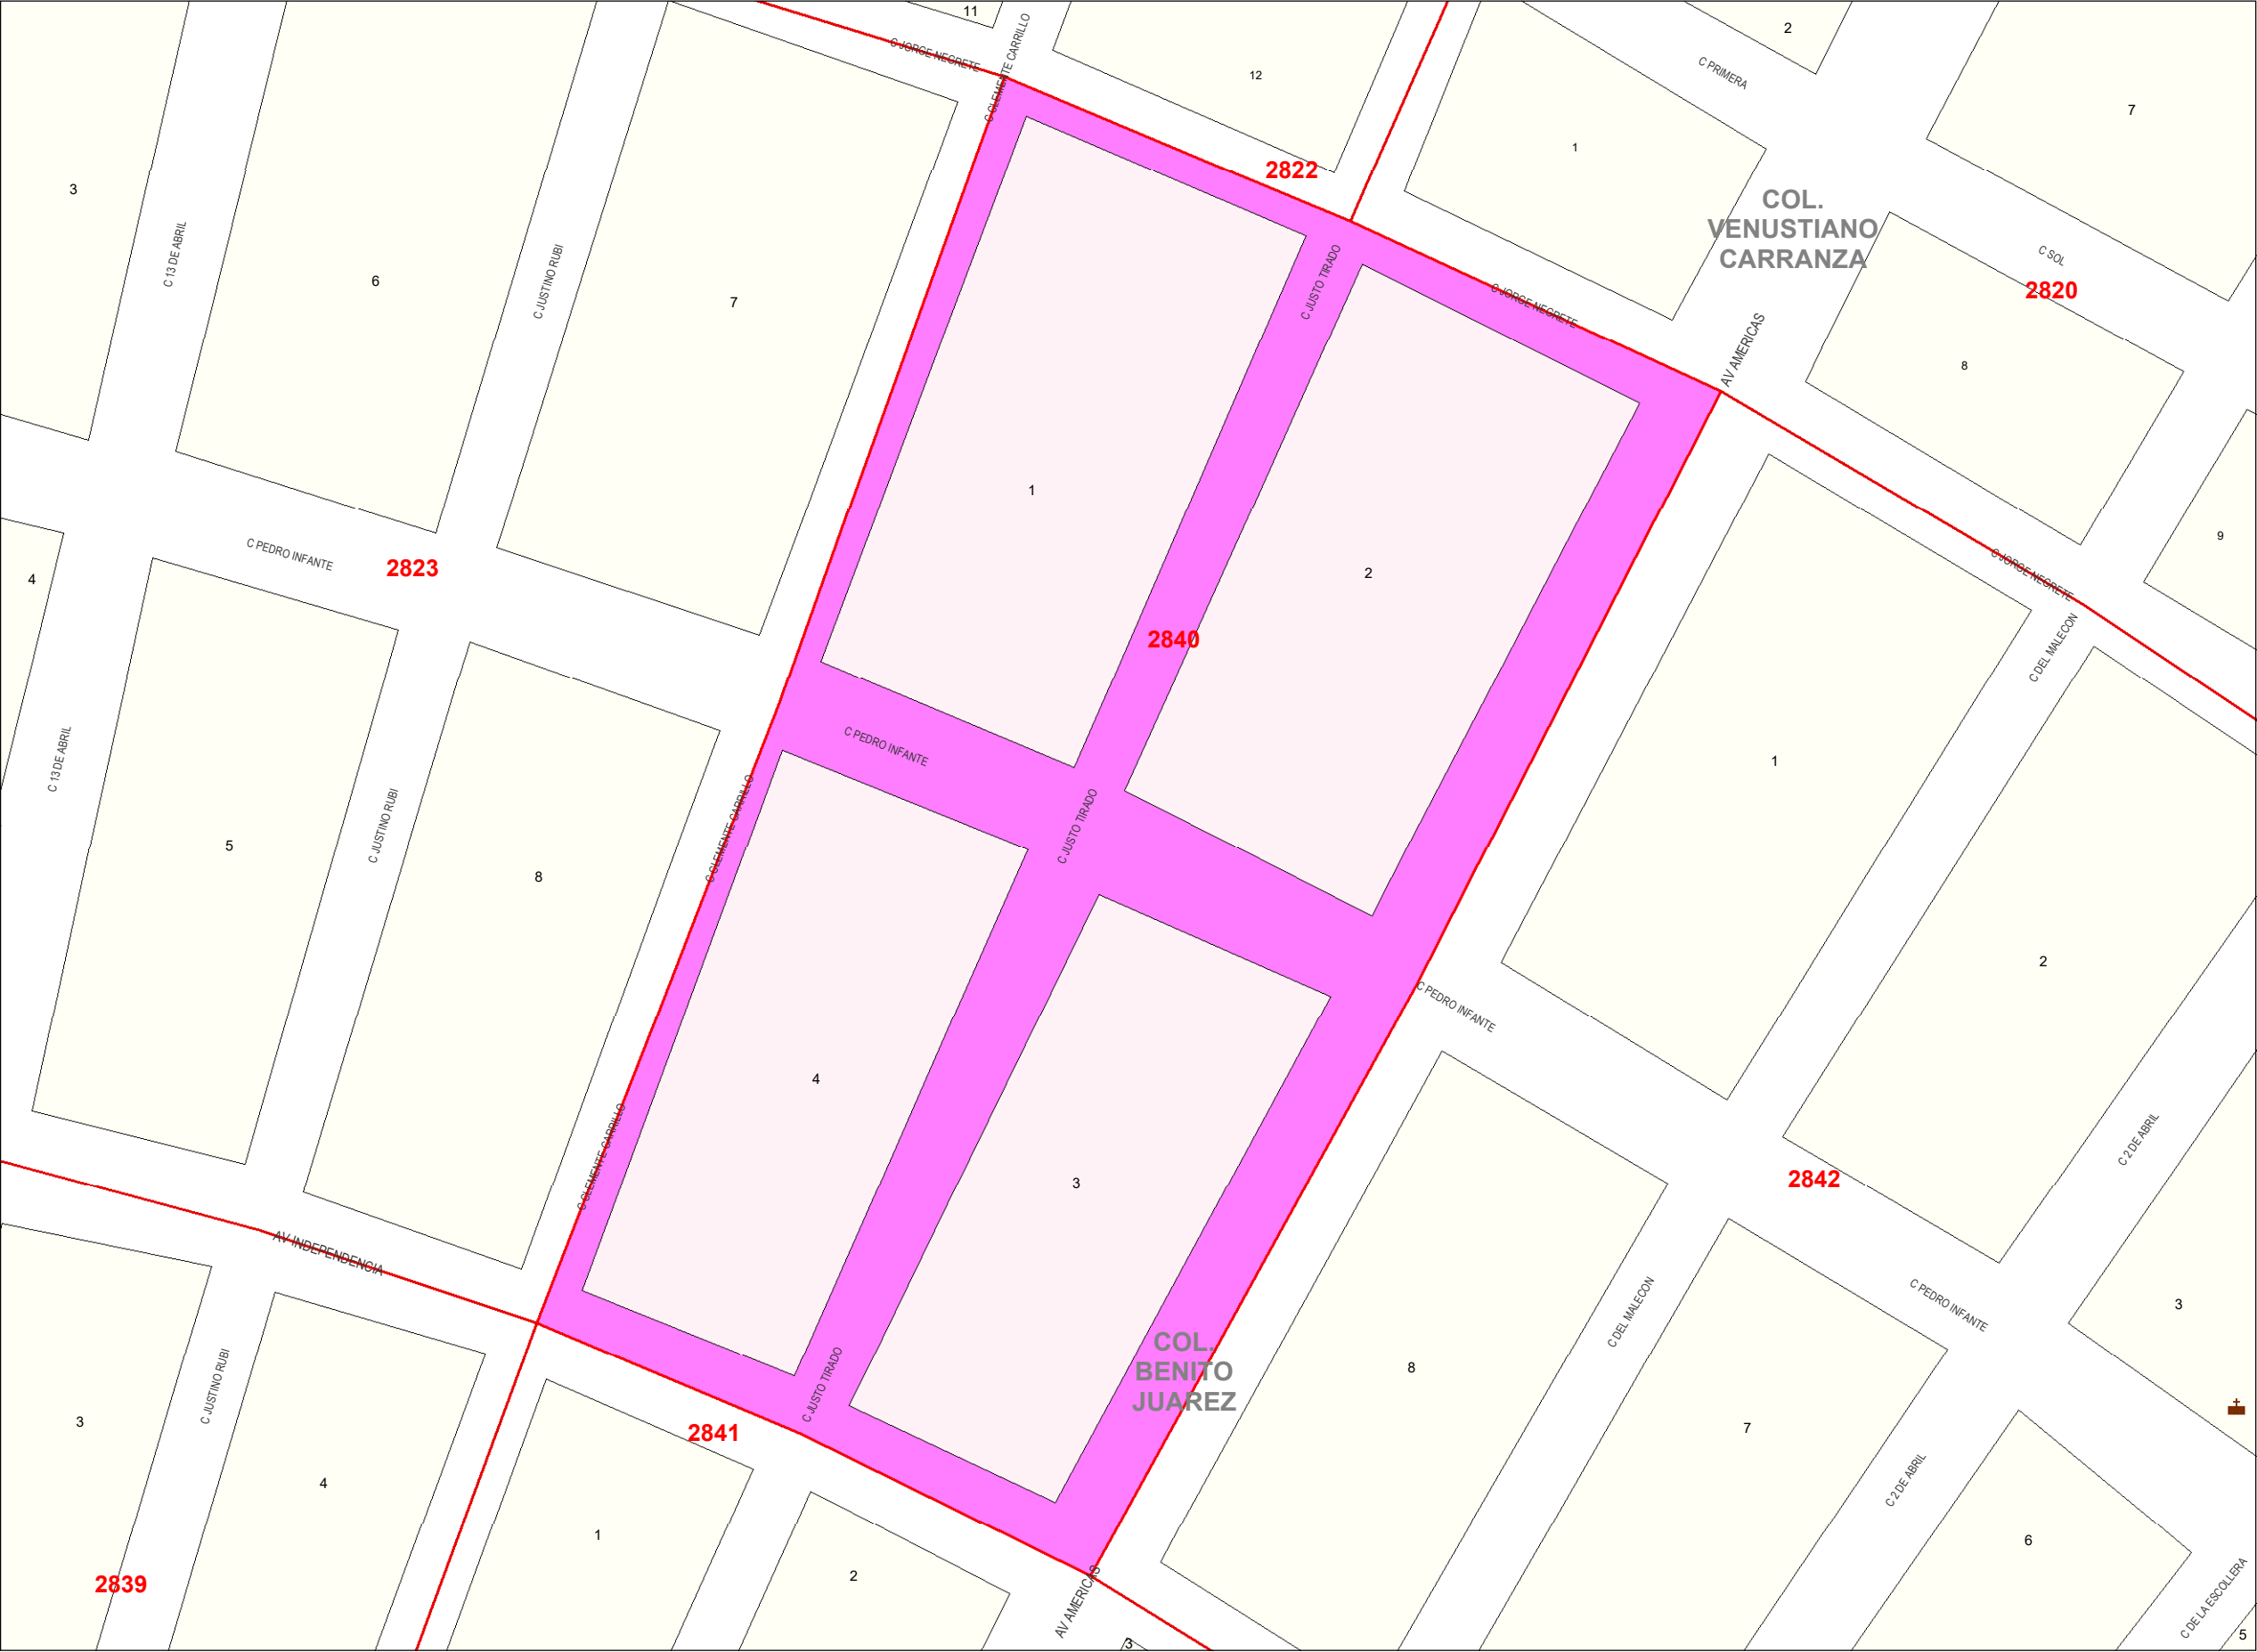 11
C JORGE NEGRETE
C CLEMENTE CARRILLO
12
2
C PRIMERA
7
3
1
2822
COL.
VENUSTIANO
CARRANZA
C 13 DE ABRIL
6
C JUSTINO RUBI
7
C JUSTO TIRADO
C JORGE NEGRETE
C SOL
2820
AV AMERICAS
8
1
9
C PEDRO INFANTE
2823
4
2
C JORGE NEGRETE
2840
C DEL MALECON
C PEDRO INFANTE
C 13 DE ABRIL
1
C JUSTINO RUBI
C CLEMENTE CARRILLO
C JUSTO TIRADO
5
8
2
C PEDRO INFANTE
4
C CLEMENTE CARRILLO
3
C 2 DE ABRIL
2842
AV INDEPENDENCIA
C PEDRO INFANTE
3
C DEL MALECON
COL.
BENITO
JUAREZ
8
C JUSTINO RUBI
C JUSTO TIRADO
3
2841
7
4
C 2 DE ABRIL
1
6
2
2839
AV AMERICAS
C DE LA ESCOLLERA
3
5